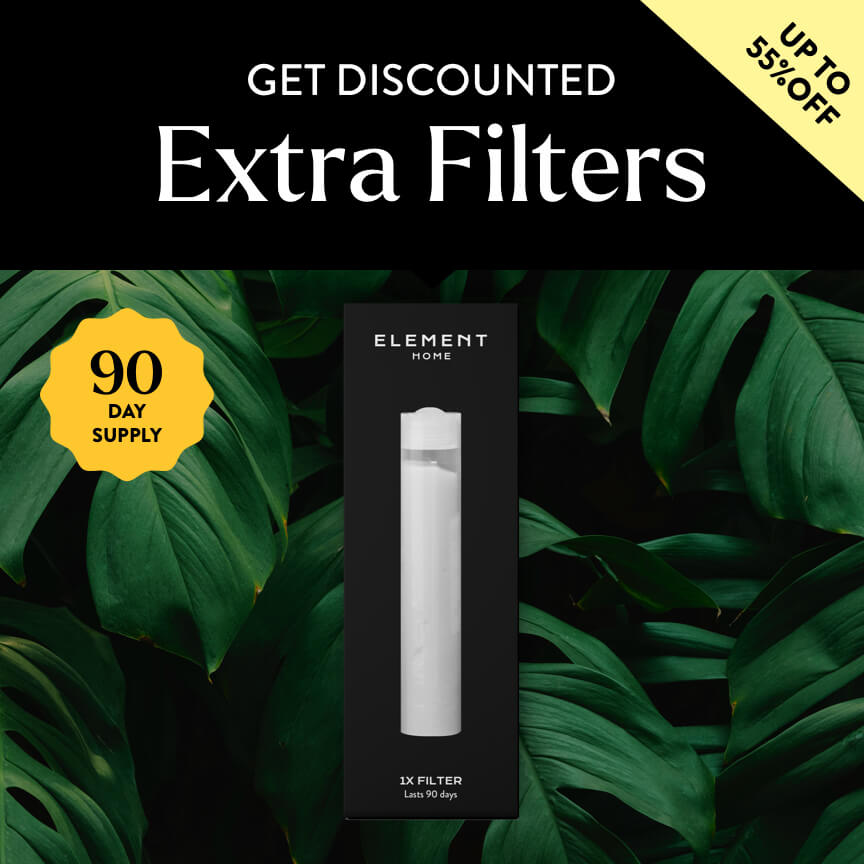 GET DISCOUNTED
Extra Filters
UP TO
55%OFF
90
DAY
SUPPLY
ELEMENT
HOME
1X FILTER
Lasts 90 days